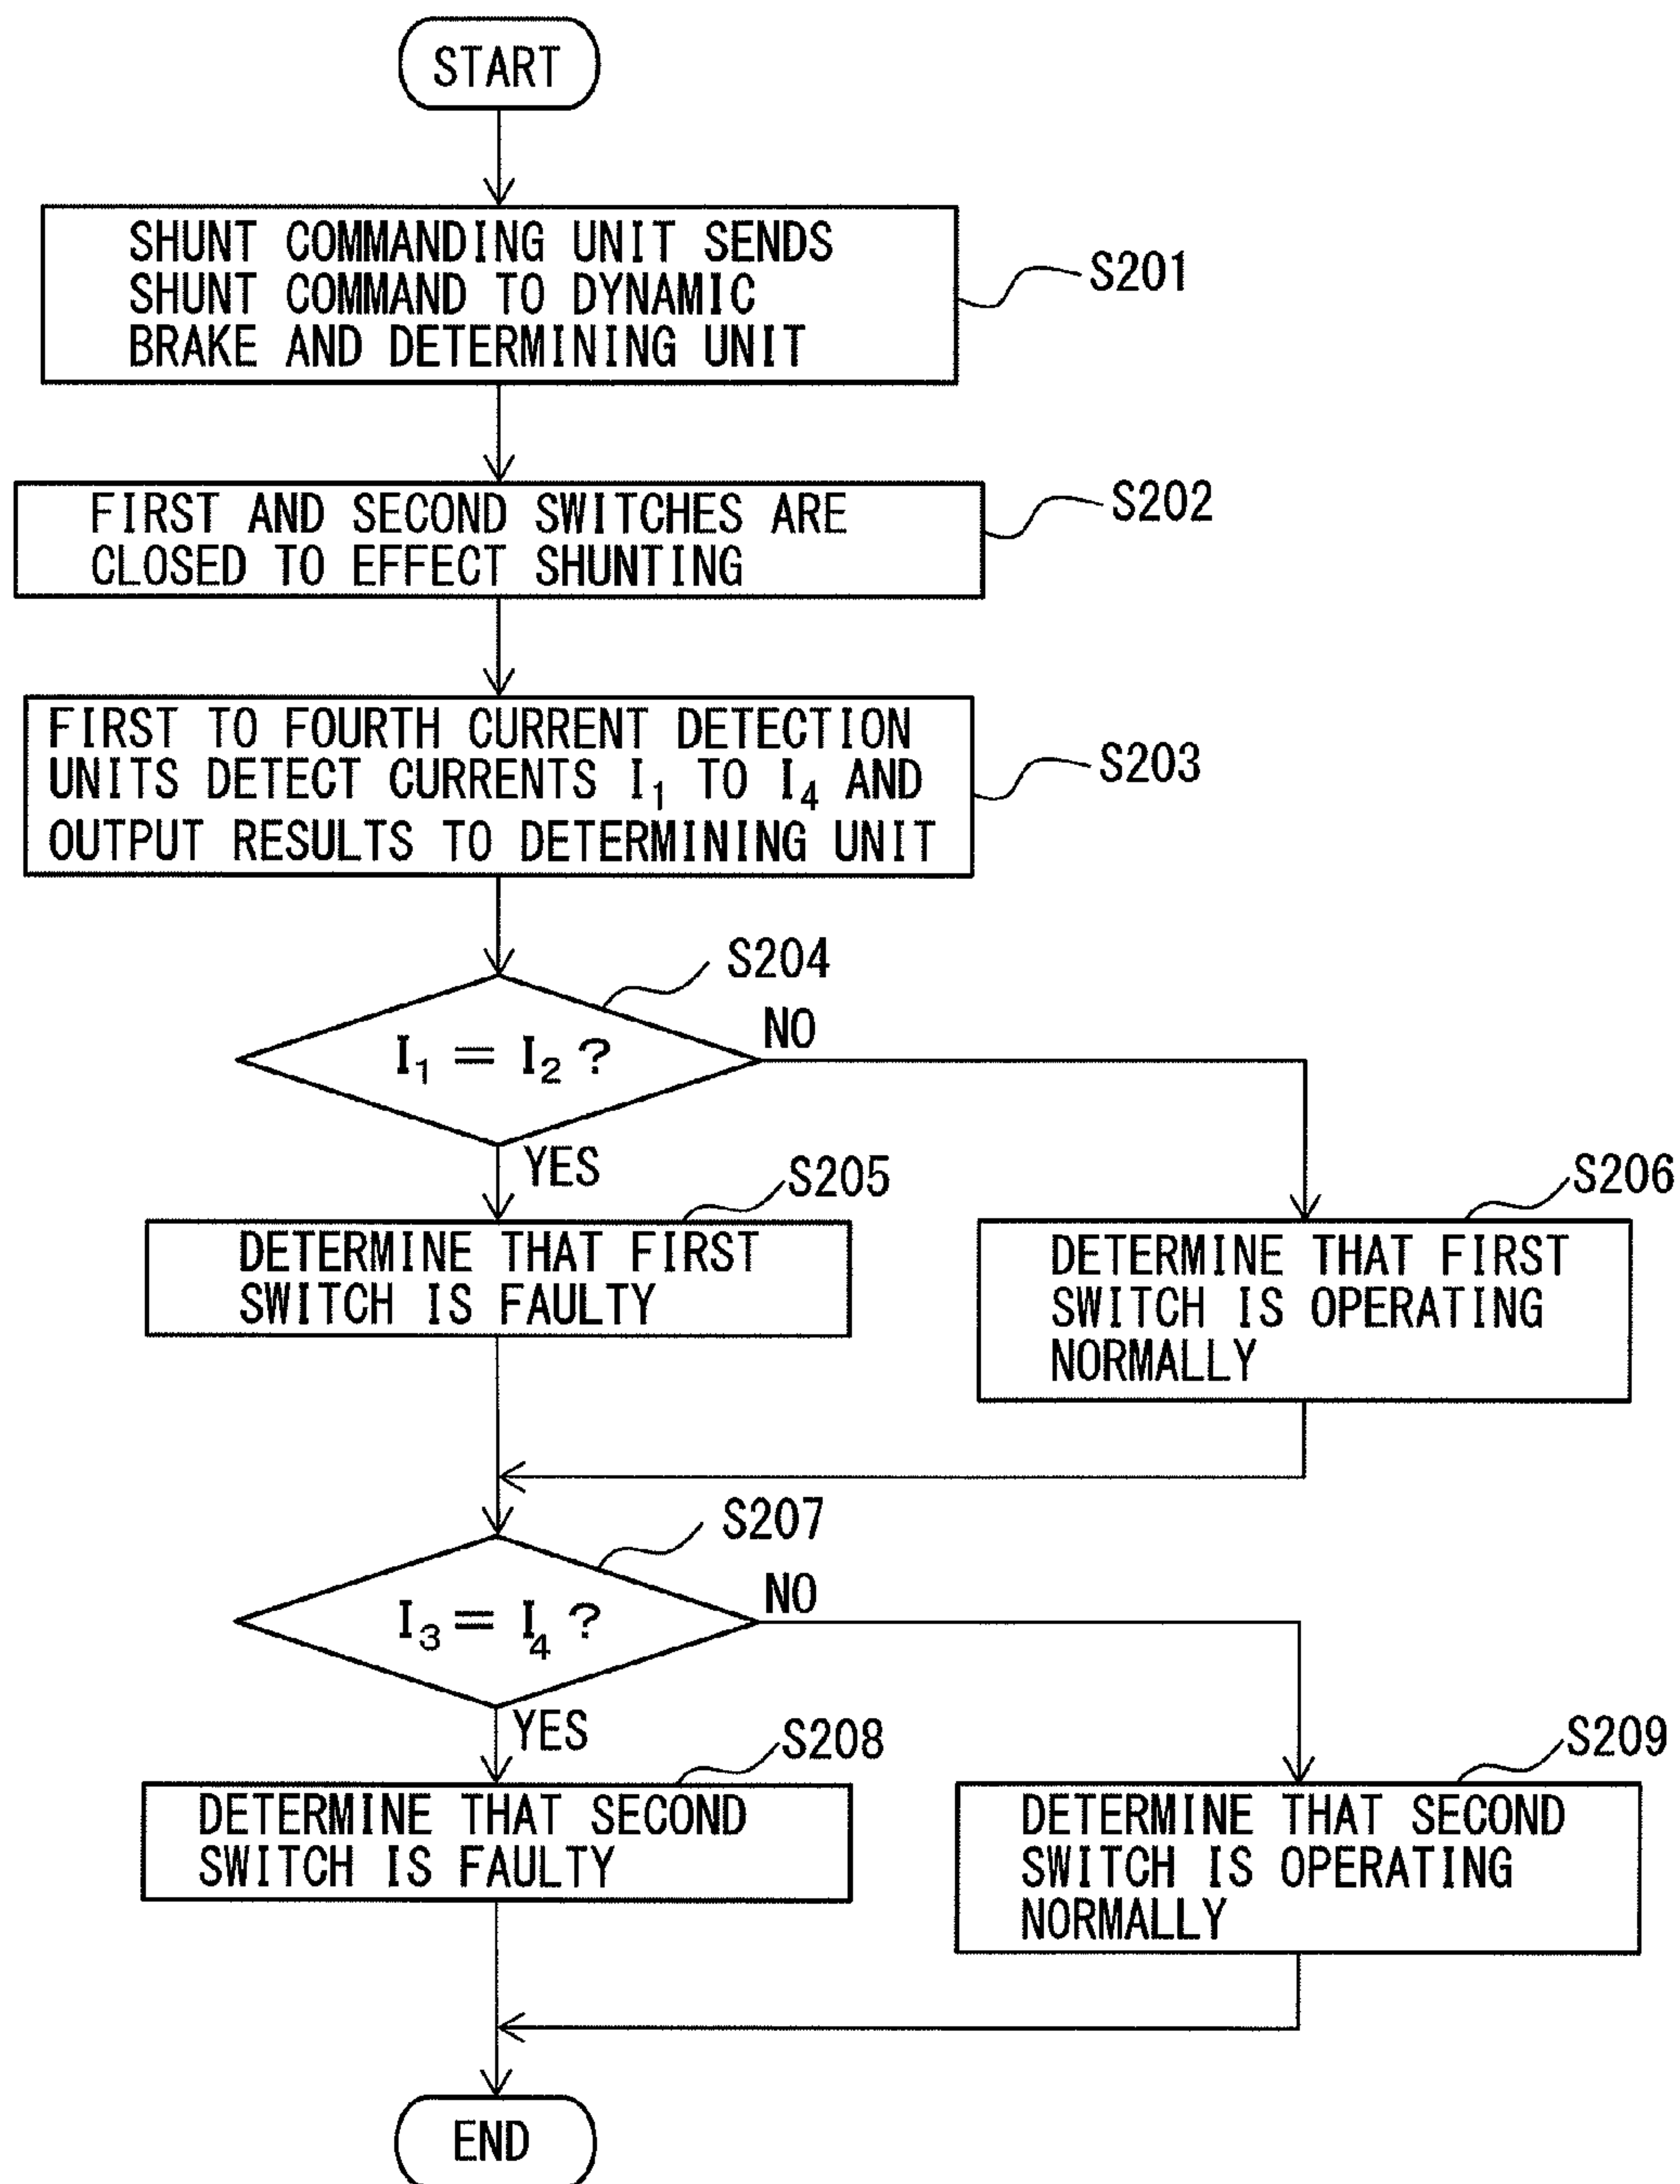 START
SHUNT COMMANDING UNIT SENDS
SHUNT COMMAND TO DYNAMIC
BRAKE AND DETERMINING UNIT
S201
FIRST AND SECOND SWITCHES ARE
CLOSED TO EFFECT SHUNTING
S202
FIRST TO FOURTH CURRENT DETECTION
UNITS DETECT CURRENTS I₁ TO I₄ AND
OUTPUT RESULTS TO DETERMINING UNIT
S203
S204
I₁ = I₂ ?
NO
YES
S205
DETERMINE THAT FIRST
SWITCH IS FAULTY
S206
DETERMINE THAT FIRST
SWITCH IS OPERATING
NORMALLY
S207
I₃ = I₄ ?
NO
YES
S208
DETERMINE THAT SECOND
SWITCH IS FAULTY
S209
DETERMINE THAT SECOND
SWITCH IS OPERATING
NORMALLY
END